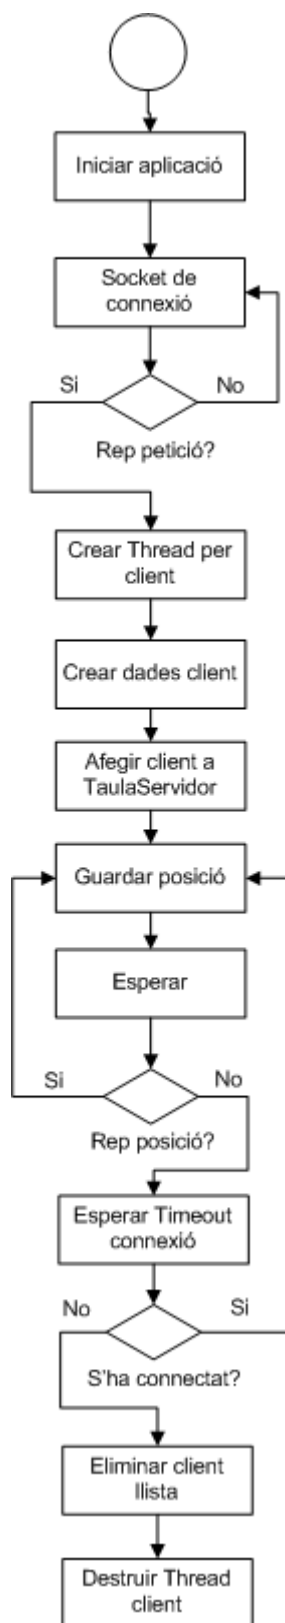 Iniciar aplicació
Socket de
connexió
Si
No
Rep petició?
Crear Thread per
client
Crear dades client
Afegir client a
TaulaServidor
Guardar posició
Esperar
Si
No
Rep posició?
Esperar Timeout
connexió
No
Si
S'ha connectat?
Eliminar client
llista
Destruir Thread
client